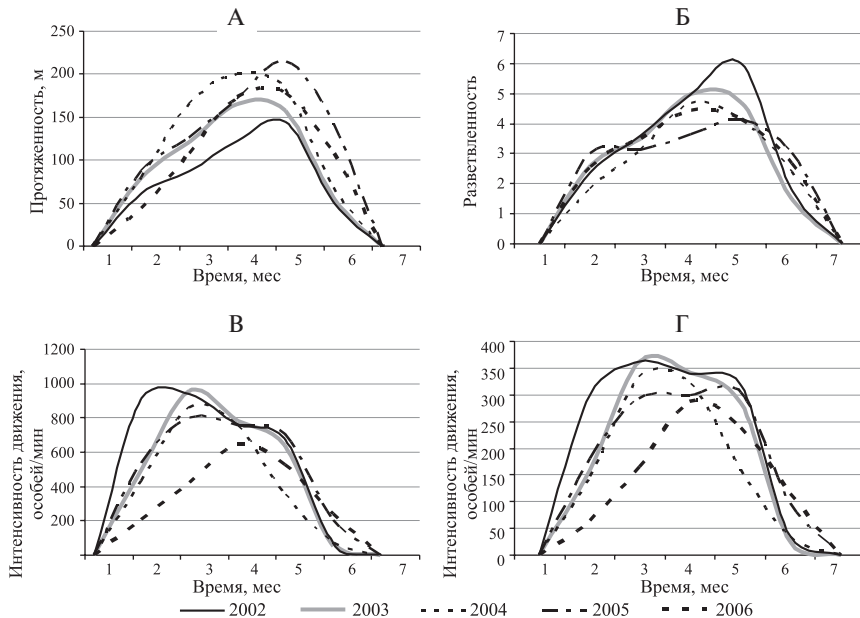 А
Протяженность, м
250
200
150
100
50
0
1 2 3 4 5 6 7
Время, мес
Б
Разветвленность
7
6
5
4
3
2
1
0
1 2 3 4 5 6 7
Время, мес
В
Интенсивность движения,
особей/мин
1200
1000
800
600
400
200
1 2 3 4 5 6 7
Время, мес
Г
Интенсивность движения,
особей/мин
400
350
300
250
200
150
100
50
0
1 2 3 4 5 6 7
Время, мес
2002 2003 2004 2005 2006